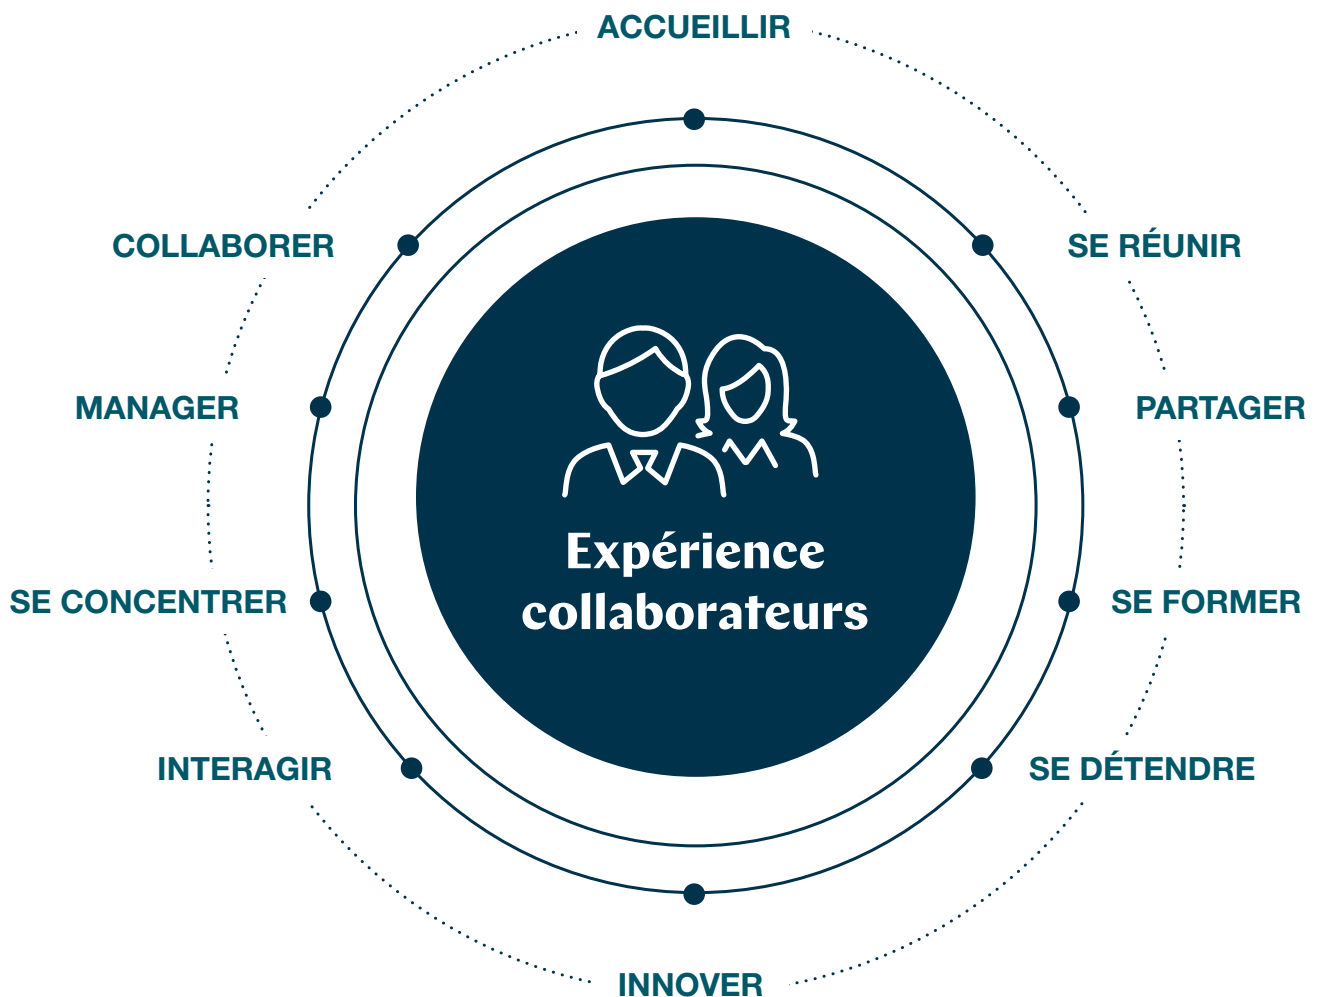 ACCUEILLIR
COLLABORER
SE RÉUNIR
MANAGER
PARTAGER
Expérience
collaborateurs
SE CONCENTRER
SE FORMER
INTERAGIR
SE DÉTENDRE
INNOVER